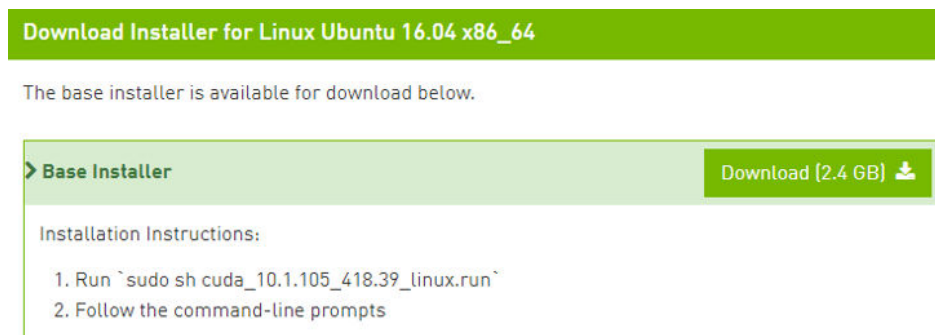 Download Installer for Linux Ubuntu 16.04 x86_64
The base installer is available for download below.
Base Installer
Download (2.4 GB)
Installation Instructions:
1. Run `sudo sh cuda_10.1.105_418.39_linux.run`
2. Follow the command-line prompts